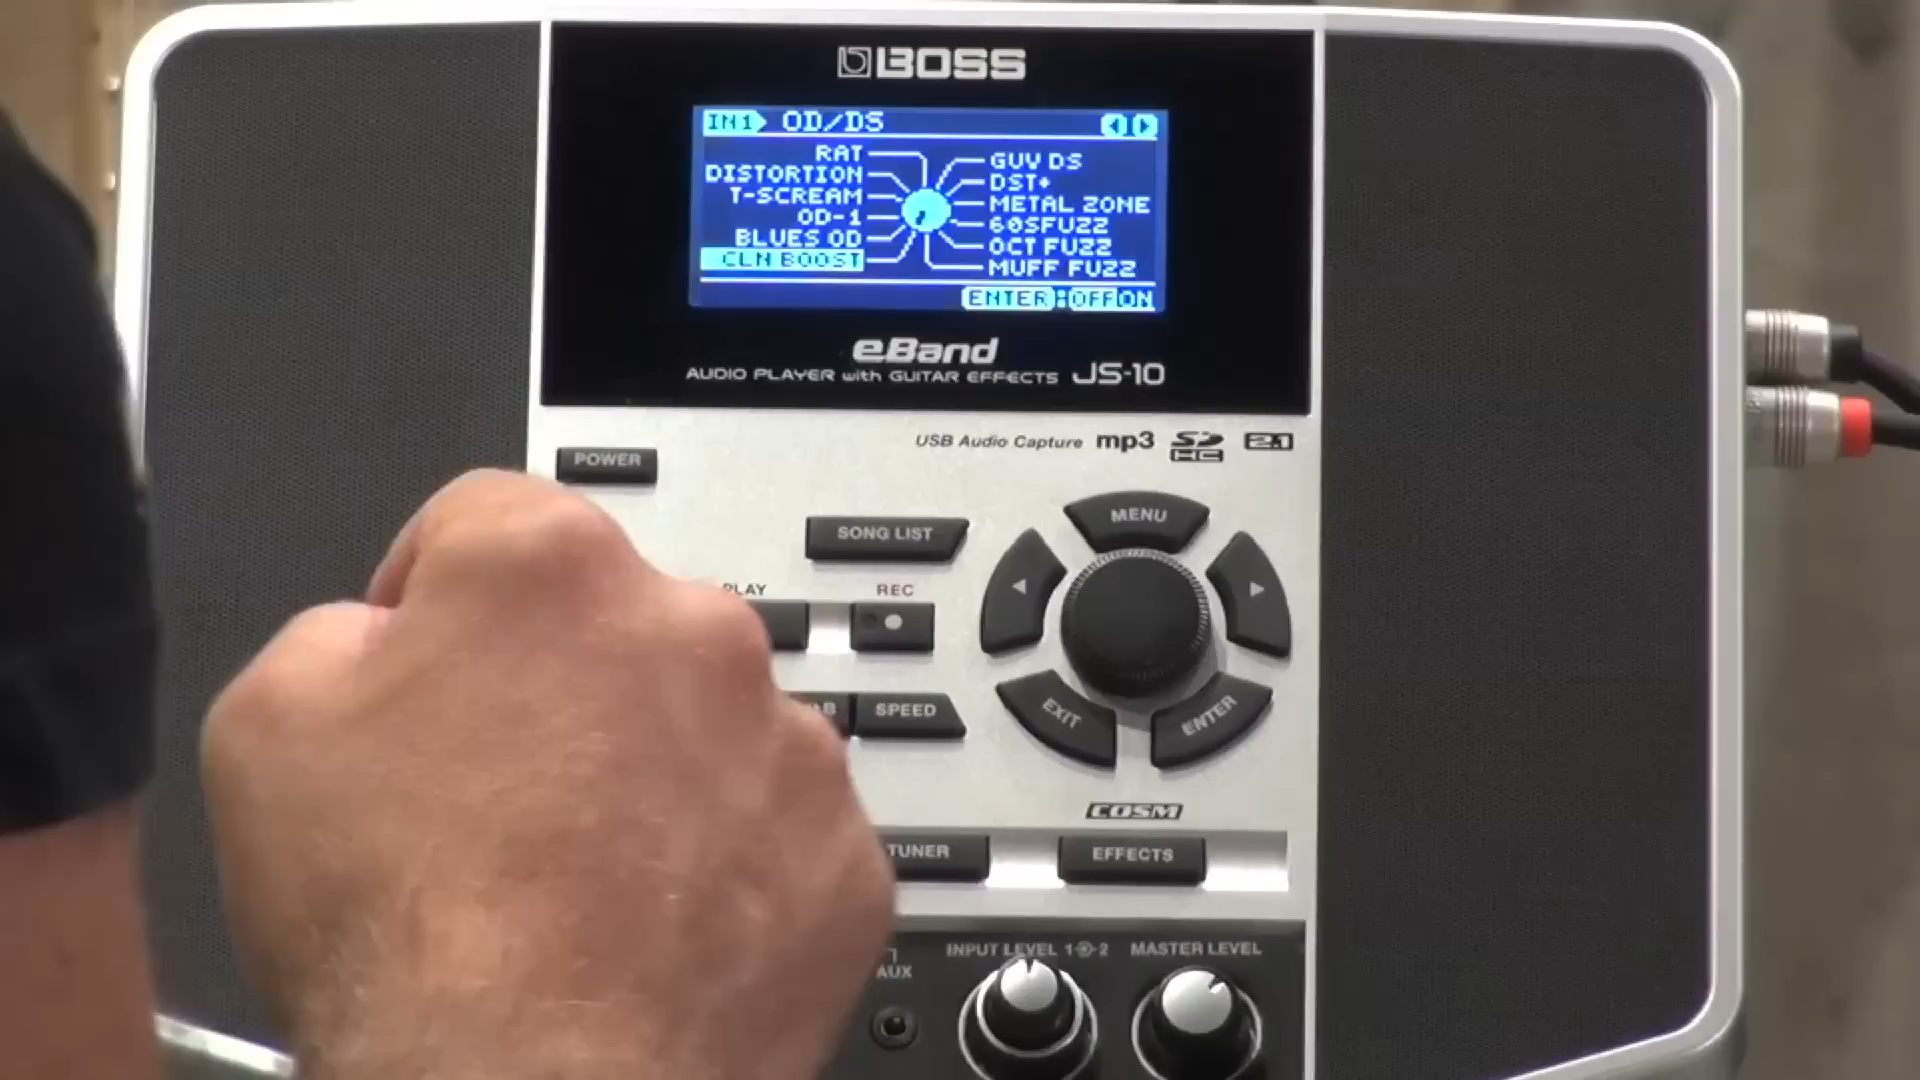 BOSS
IN1 OD/DS
RAT
DISTORTION
T-SCREAM
OD-1
BLUES OD
CLN BOOST
GUV DS
DST+
METAL ZONE
60SFUZZ
OCT FUZZ
MUFF FUZZ
ENTER:OFF ON
eBand
AUDIO PLAYER with GUITAR EFFECTS JS-10
USB Audio Capture mp3 SD HC 2.1
POWER
SONG LIST
MENU
PLAY
REC
SPEED
EXIT
ENTER
COSM
TUNER
EFFECTS
INPUT LEVEL 1 2
MASTER LEVEL
AUX